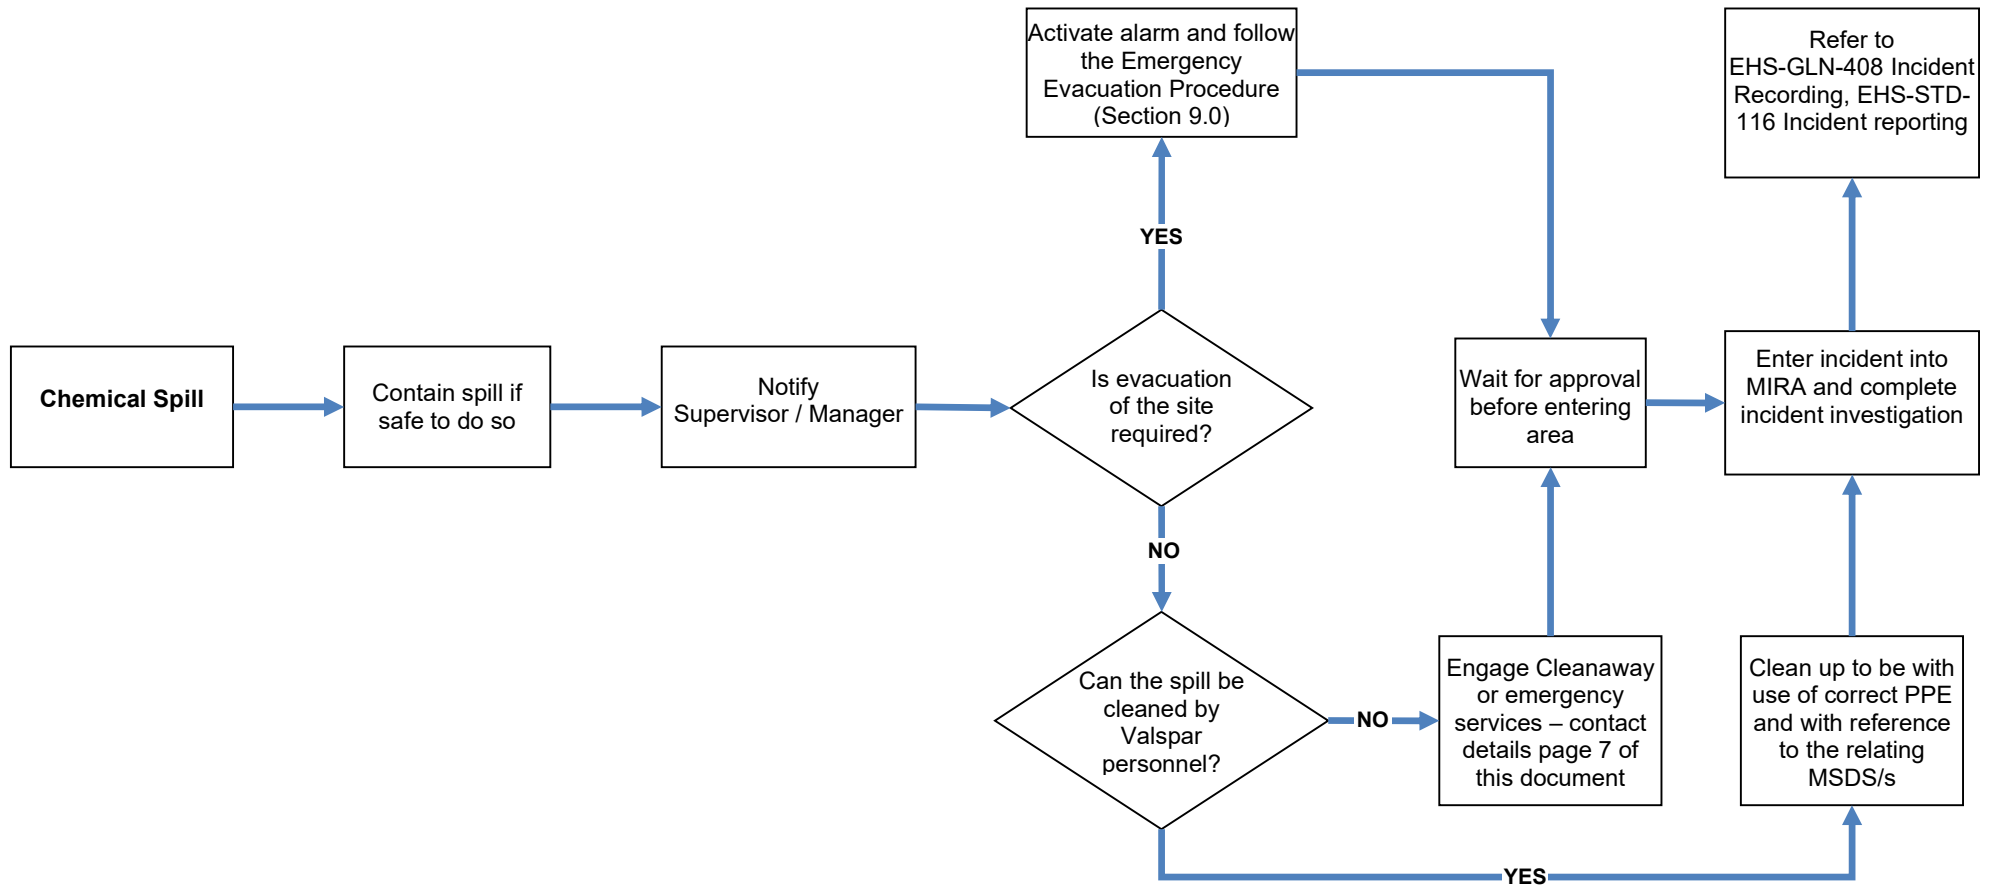 Activate alarm and follow
the Emergency
Evacuation Procedure
(Section 9.0)
Refer to
EHS-GLN-408 Incident
Recording, EHS-STD-
116 Incident reporting
YES
Chemical Spill
Contain spill if
safe to do so
Notify
Supervisor / Manager
Is evacuation
of the site
required?
Wait for approval
before entering
area
Enter incident into
MIRA and complete
incident investigation
NO
Can the spill be
cleaned by
Valspar
personnel?
NO
Engage Cleanaway
or emergency
services – contact
details page 7 of
this document
Clean up to be with
use of correct PPE
and with reference
to the relating
MSDS/s
YES